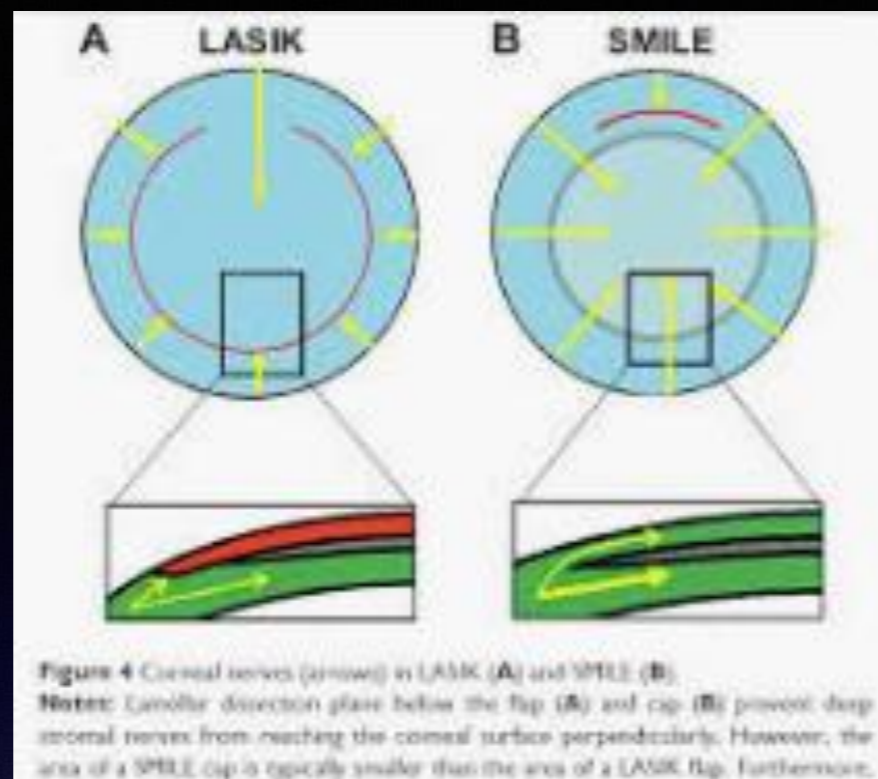 A LASIK
B SMILE
Figure 4 Corneal nerves (arrows) in LASIK (A) and SMILE (B).
Notes: Lamellar dissection plane below the flap (A) and cap (B) prevent deep
stromal nerves from reaching the corneal surface perpendicularly. However, the
area of a SMILE cap is typically smaller than the area of a LASIK flap. Furthermore,